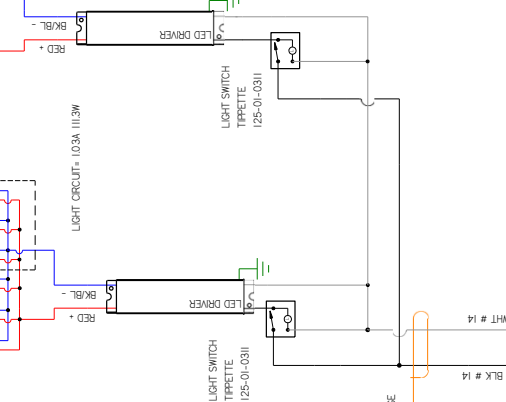 BK/BL -
RED +
LED DRIVER
LIGHT SWITCH
TIPPETTE
125-01-0311
LIGHT CIRCUIT= 1.03A 111.3W
BK/BL -
RED +
LED DRIVER
LIGHT SWITCH
TIPPETTE
125-01-0311
WHT # 14
BLK # 14